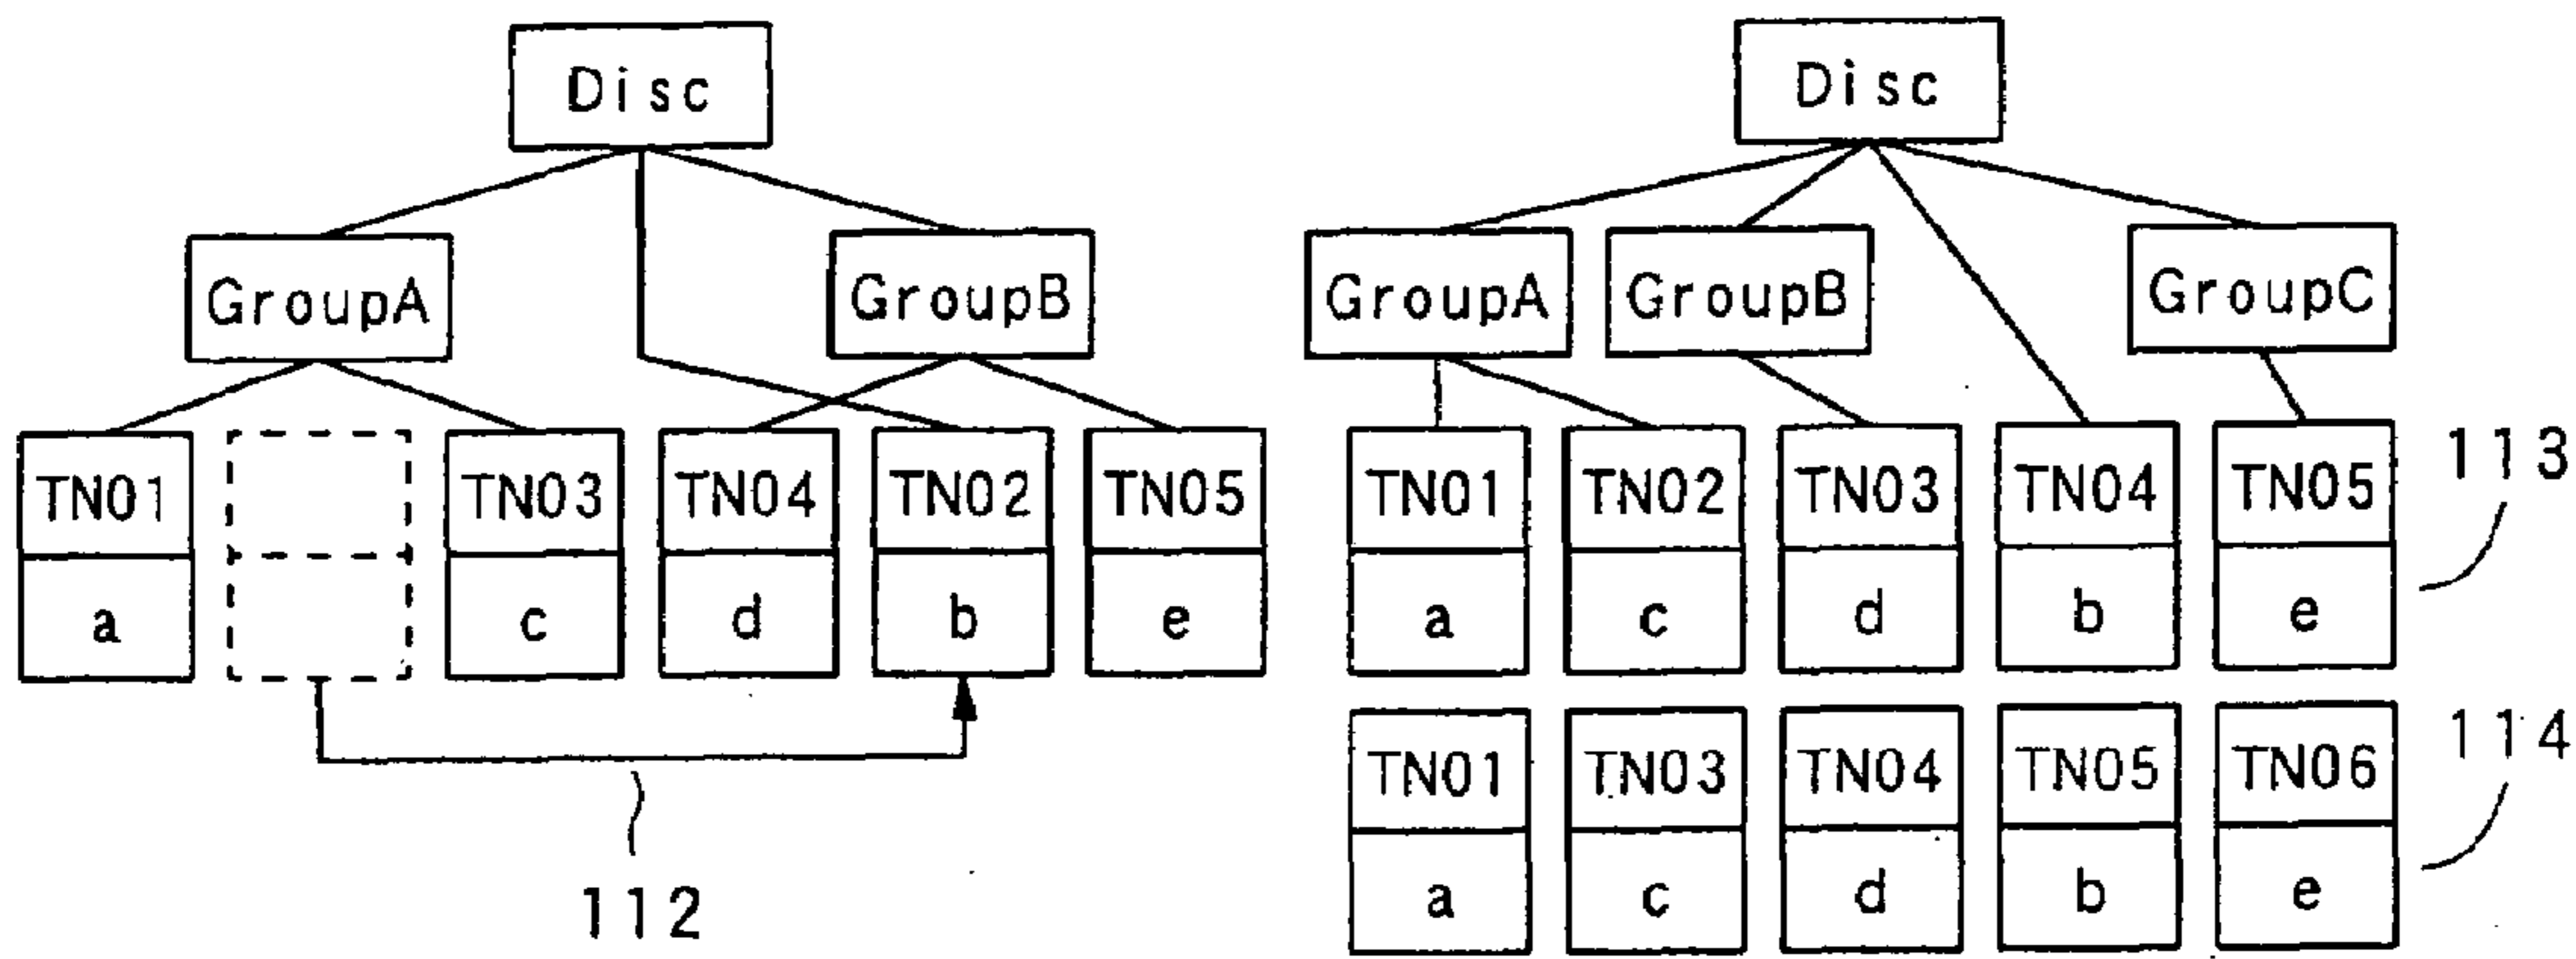 Disc
GroupA GroupB
TN01 TN03 TN04 TN02 TN05
a c d b e
112
Disc
GroupA GroupB GroupC
TN01 TN02 TN03 TN04 TN05
a c d b e
113
TN01 TN03 TN04 TN05 TN06
a c d b e
114